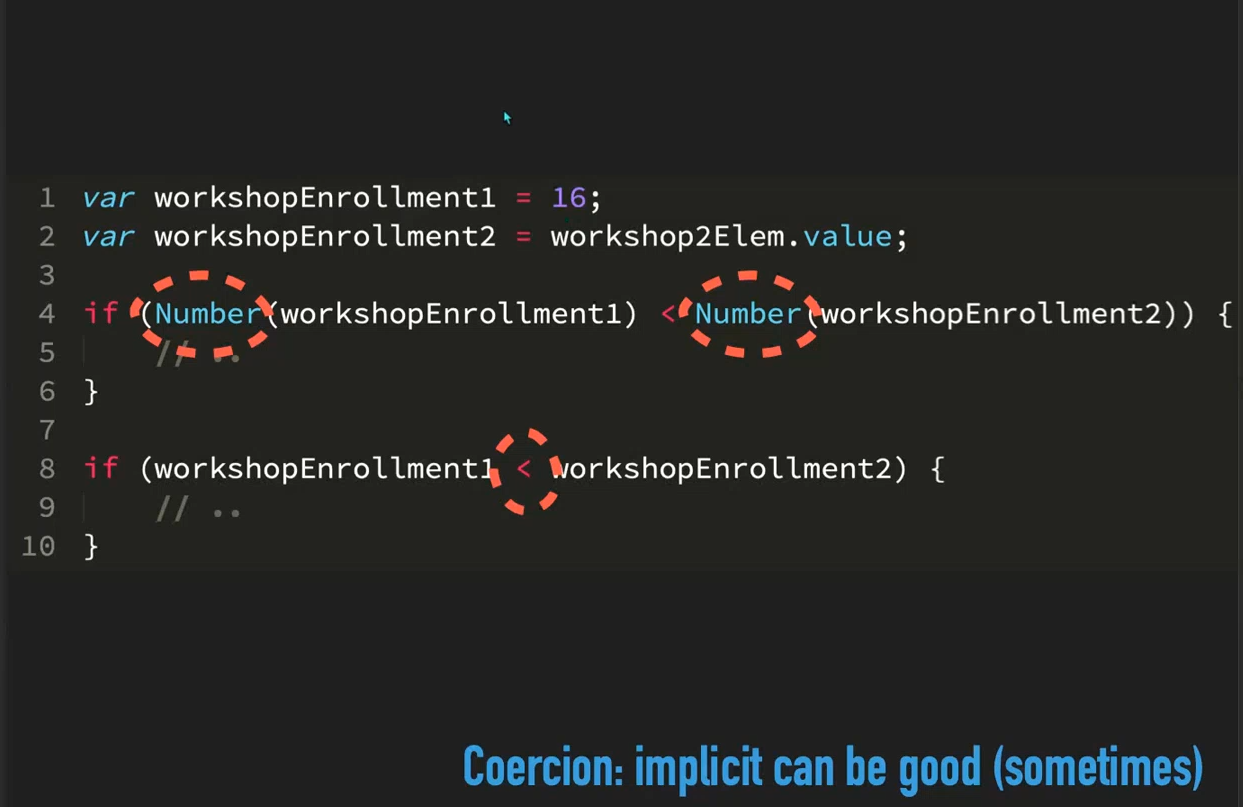 1 var workshopEnrollment1 = 16;
2 var workshopEnrollment2 = workshop2Elem.value;
3
4 if (Number(workshopEnrollment1) < Number(workshopEnrollment2)) {
5 // ..
6 }
7
8 if (workshopEnrollment1 < workshopEnrollment2) {
9 // ..
10 }
Coercion: implicit can be good (sometimes)